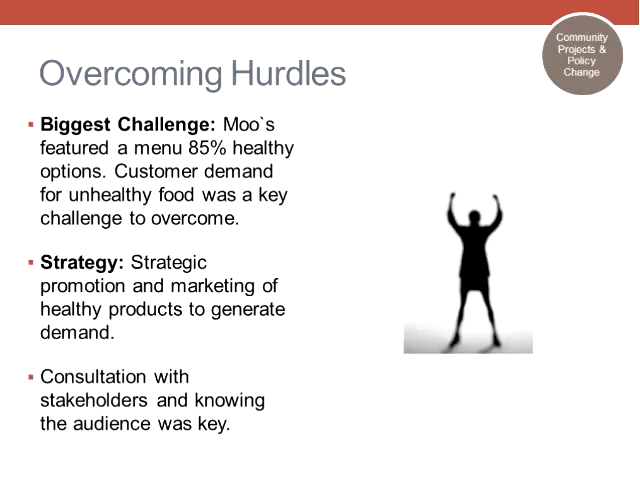 Community
Projects &
Policy
Change
Overcoming Hurdles
▪ Biggest Challenge: Moo`s
featured a menu 85% healthy
options. Customer demand
for unhealthy food was a key
challenge to overcome.
▪ Strategy: Strategic
promotion and marketing of
healthy products to generate
demand.
▪ Consultation with
stakeholders and knowing
the audience was key.